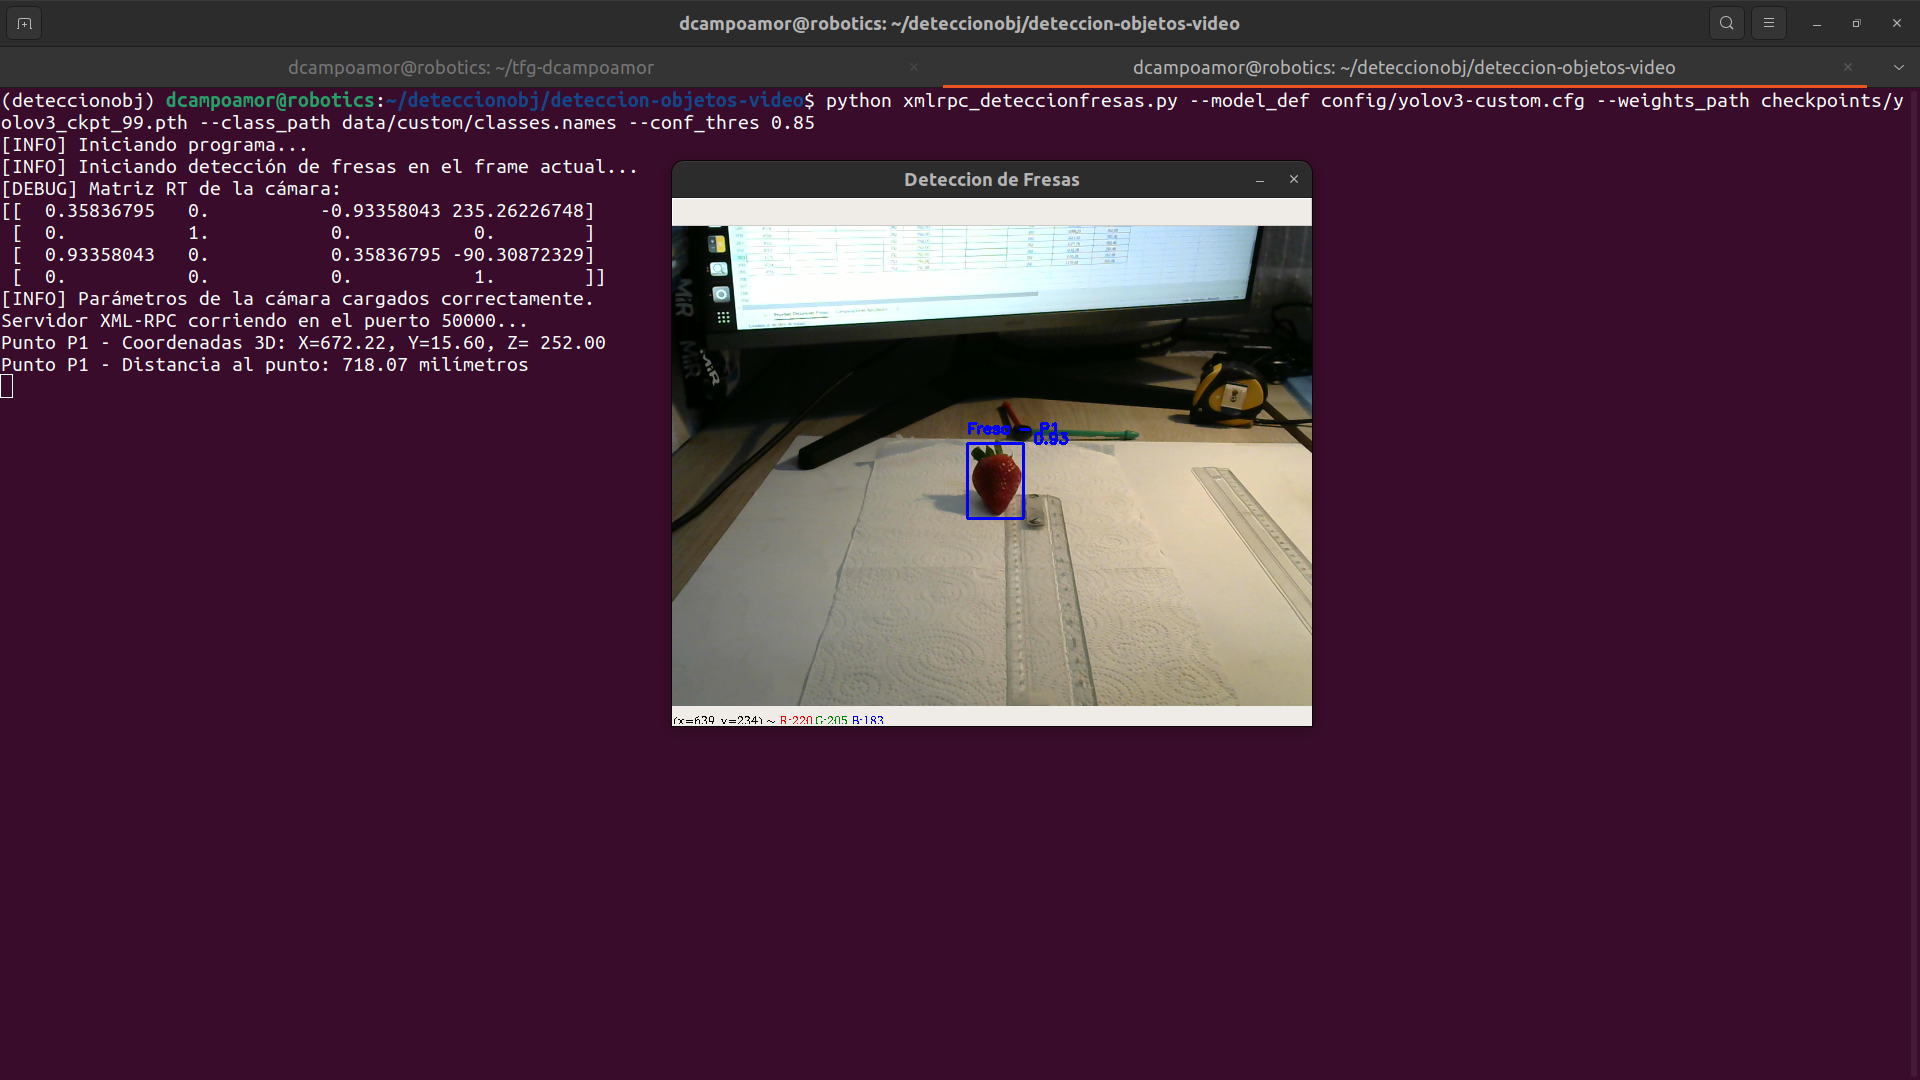 dcampoamor@robotics: ~/deteccionobj/deteccion-objetos-video
dcampoamor@robotics: ~/tfg-dcampoamor
dcampoamor@robotics: ~/deteccionobj/deteccion-objetos-video
(deteccionobj) dcampoamor@robotics:~/deteccionobj/deteccion-objetos-video$ python xmlrpc_deteccionfresas.py --model_def config/yolov3-custom.cfg --weights_path checkpoints/y
olov3_ckpt_99.pth --class_path data/custom/classes.names --conf_thres 0.85
[INFO] Iniciando programa...
[INFO] Iniciando detección de fresas en el frame actual...
[DEBUG] Matriz RT de la cámara:
[[  0.35836795   0.          -0.93358043 235.26226748]
 [  0.           1.           0.           0.        ]
 [  0.93358043   0.           0.35836795 -90.30872329]
 [  0.           0.           0.           1.        ]]
[INFO] Parámetros de la cámara cargados correctamente.
Servidor XML-RPC corriendo en el puerto 50000...
Punto P1 - Coordenadas 3D: X=672.22, Y=15.60, Z= 252.00
Punto P1 - Distancia al punto: 718.07 milímetros
Deteccion de Fresas
MiR
MiR
MiR
Fresa - P1
0.93
(x=639, y=234) ~ R:220 G:205 B:183